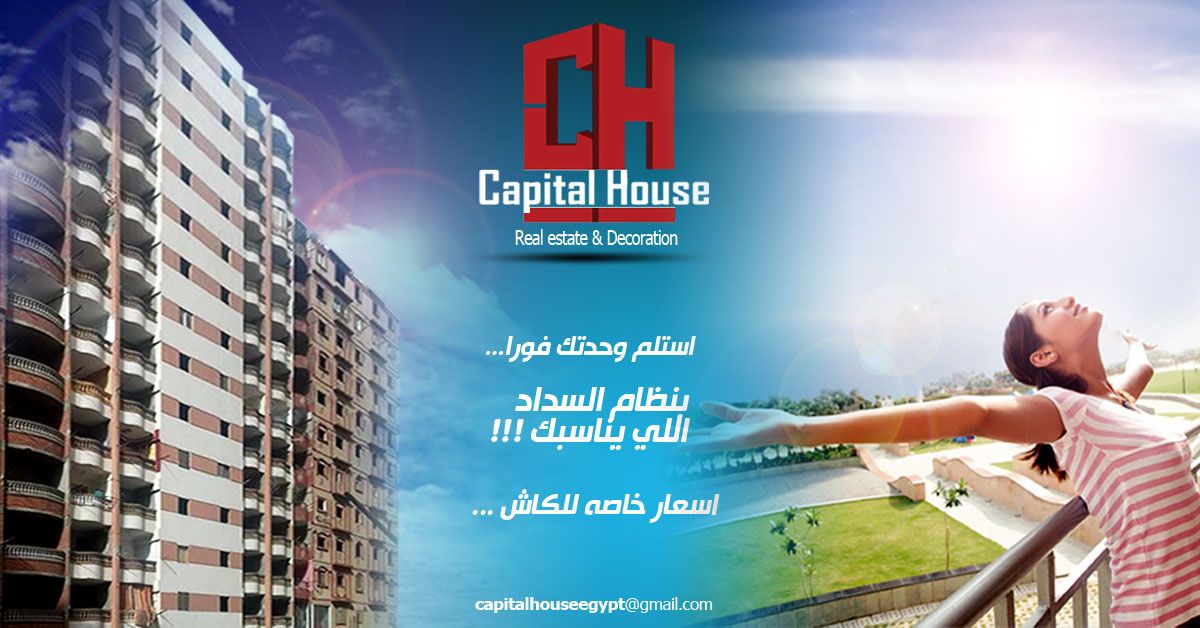 CH
Capital House
Real estate & Decoration
استلم وحدتك فورا...
بنظام السداد
اللي يناسبك !!!
اسعار خاصه للكاش ...
capitalhouseegypt@gmail.com